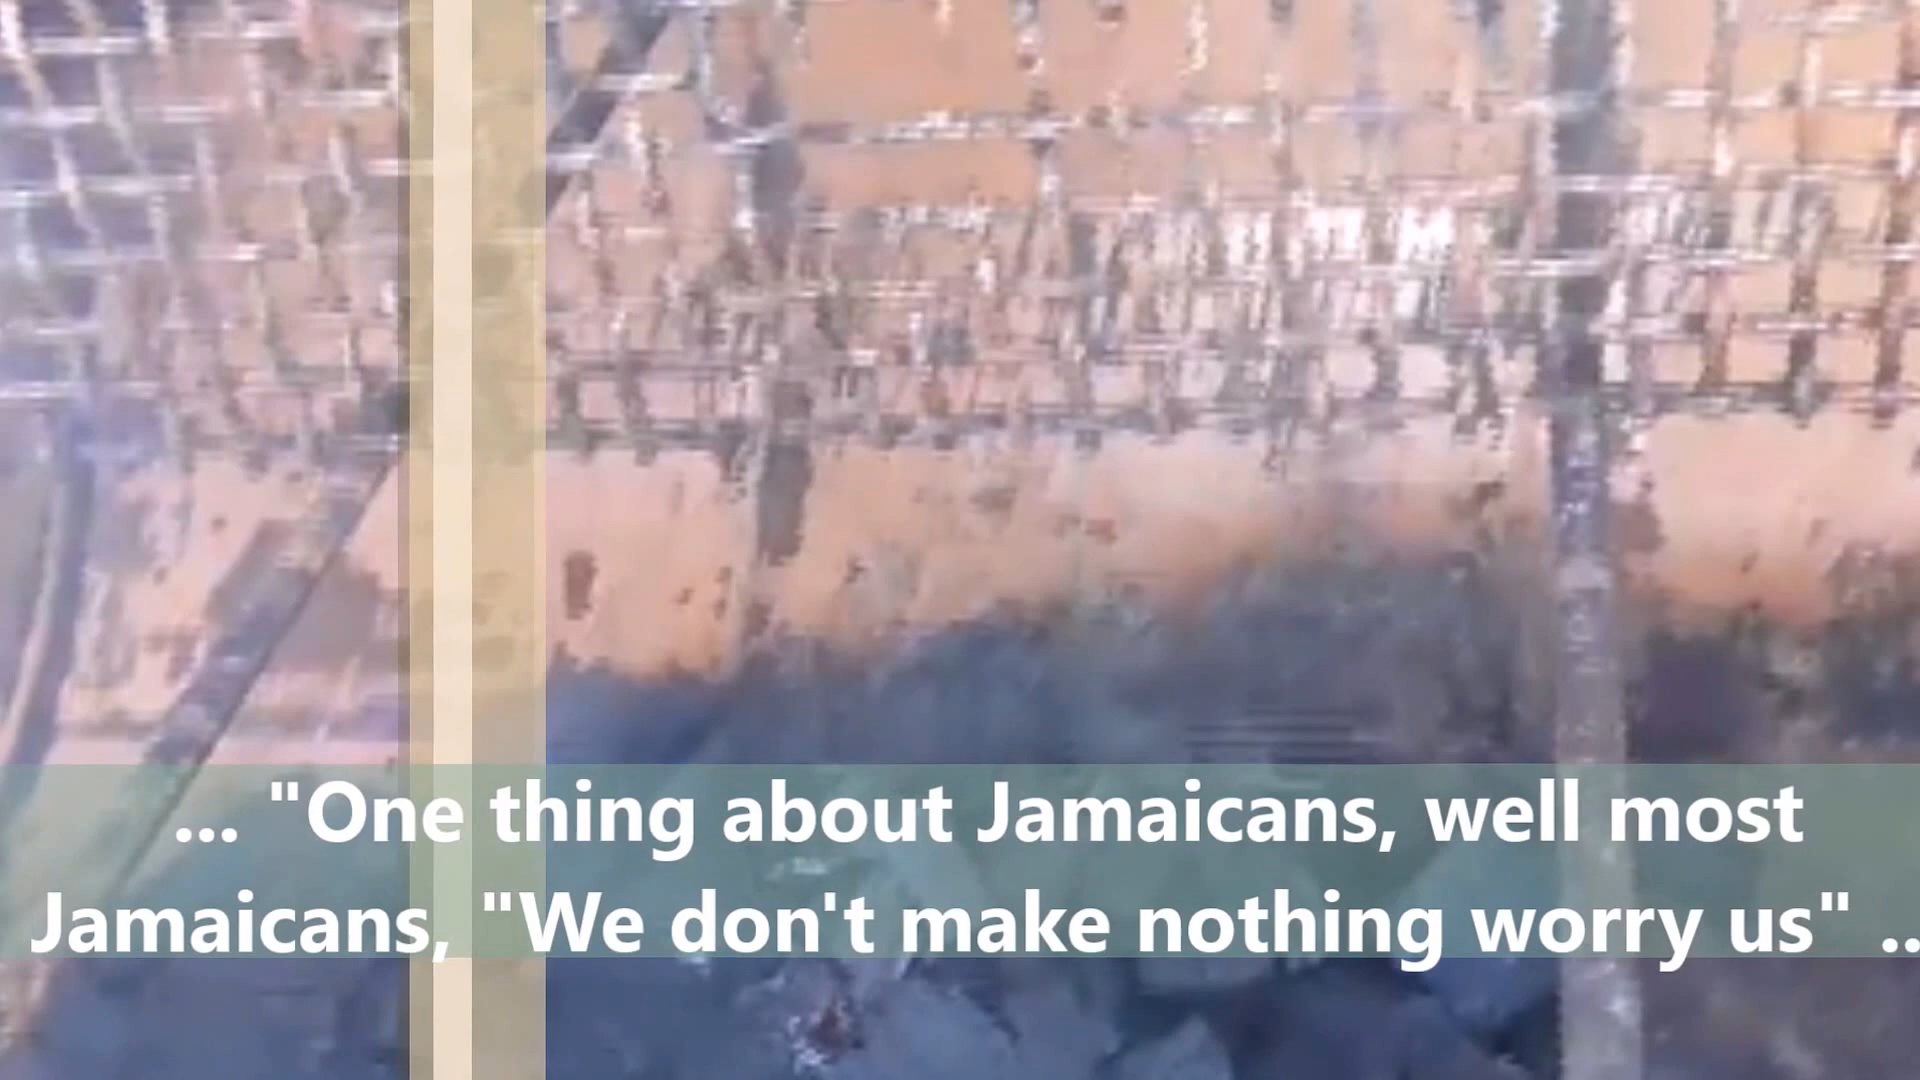 ... "One thing about Jamaicans, well most
Jamaicans, "We don't make nothing worry us" ..